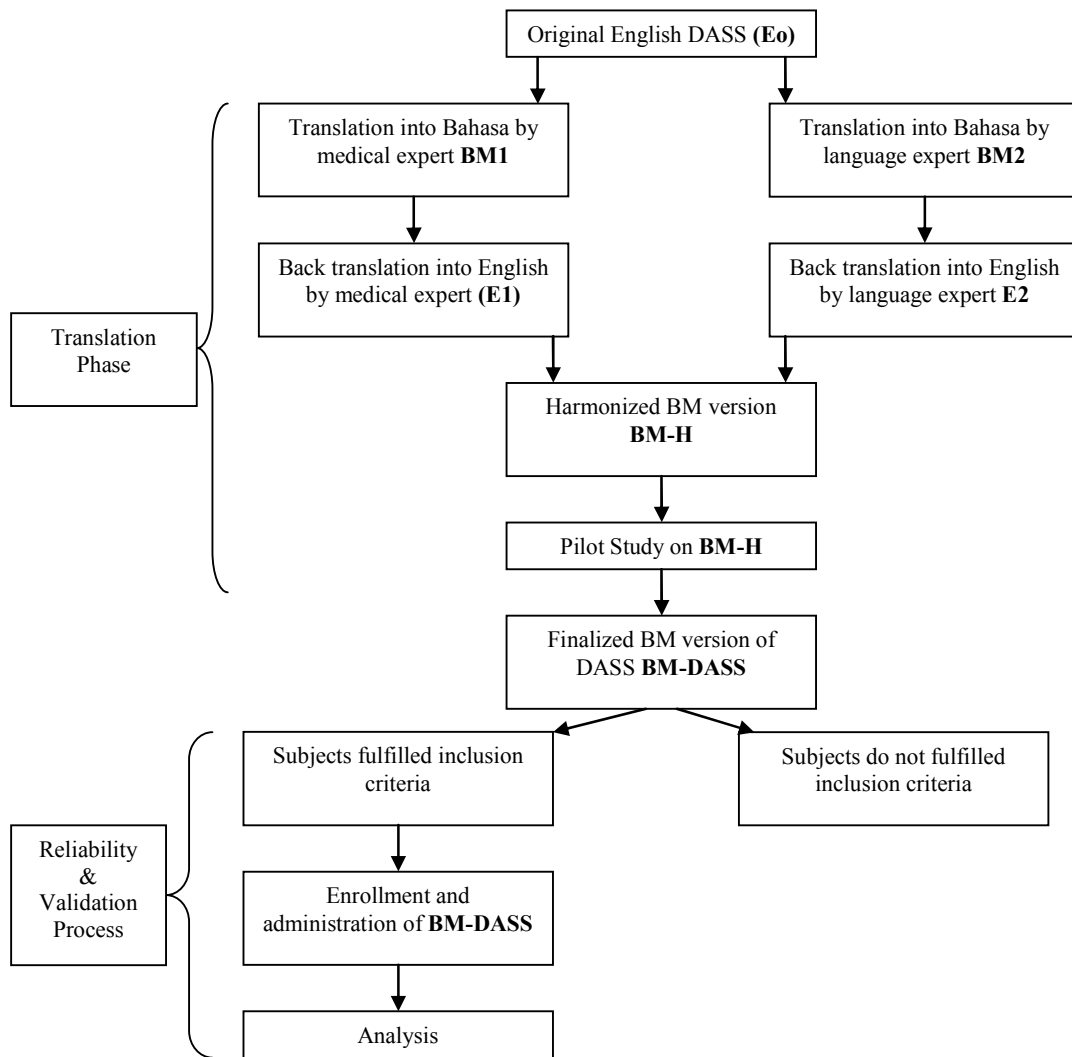 Original English DASS (Eo)
Translation into Bahasa by
medical expert BM1
Translation into Bahasa by
language expert BM2
Back translation into English
by medical expert (E1)
Back translation into English
by language expert E2
Translation
Phase
Harmonized BM version
BM-H
Pilot Study on BM-H
Finalized BM version of
DASS BM-DASS
Subjects fulfilled inclusion
criteria
Subjects do not fulfilled
inclusion criteria
Reliability
&
Validation
Process
Enrollment and
administration of BM-DASS
Analysis